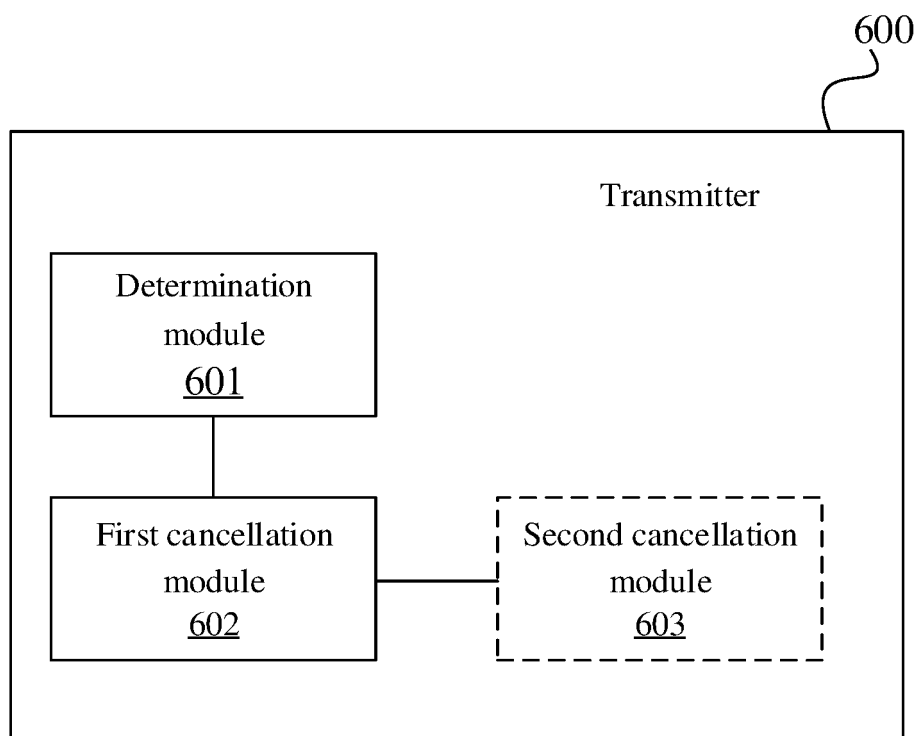 600
Transmitter
Determination
module
601
First cancellation
module
602
Second cancellation
module
603